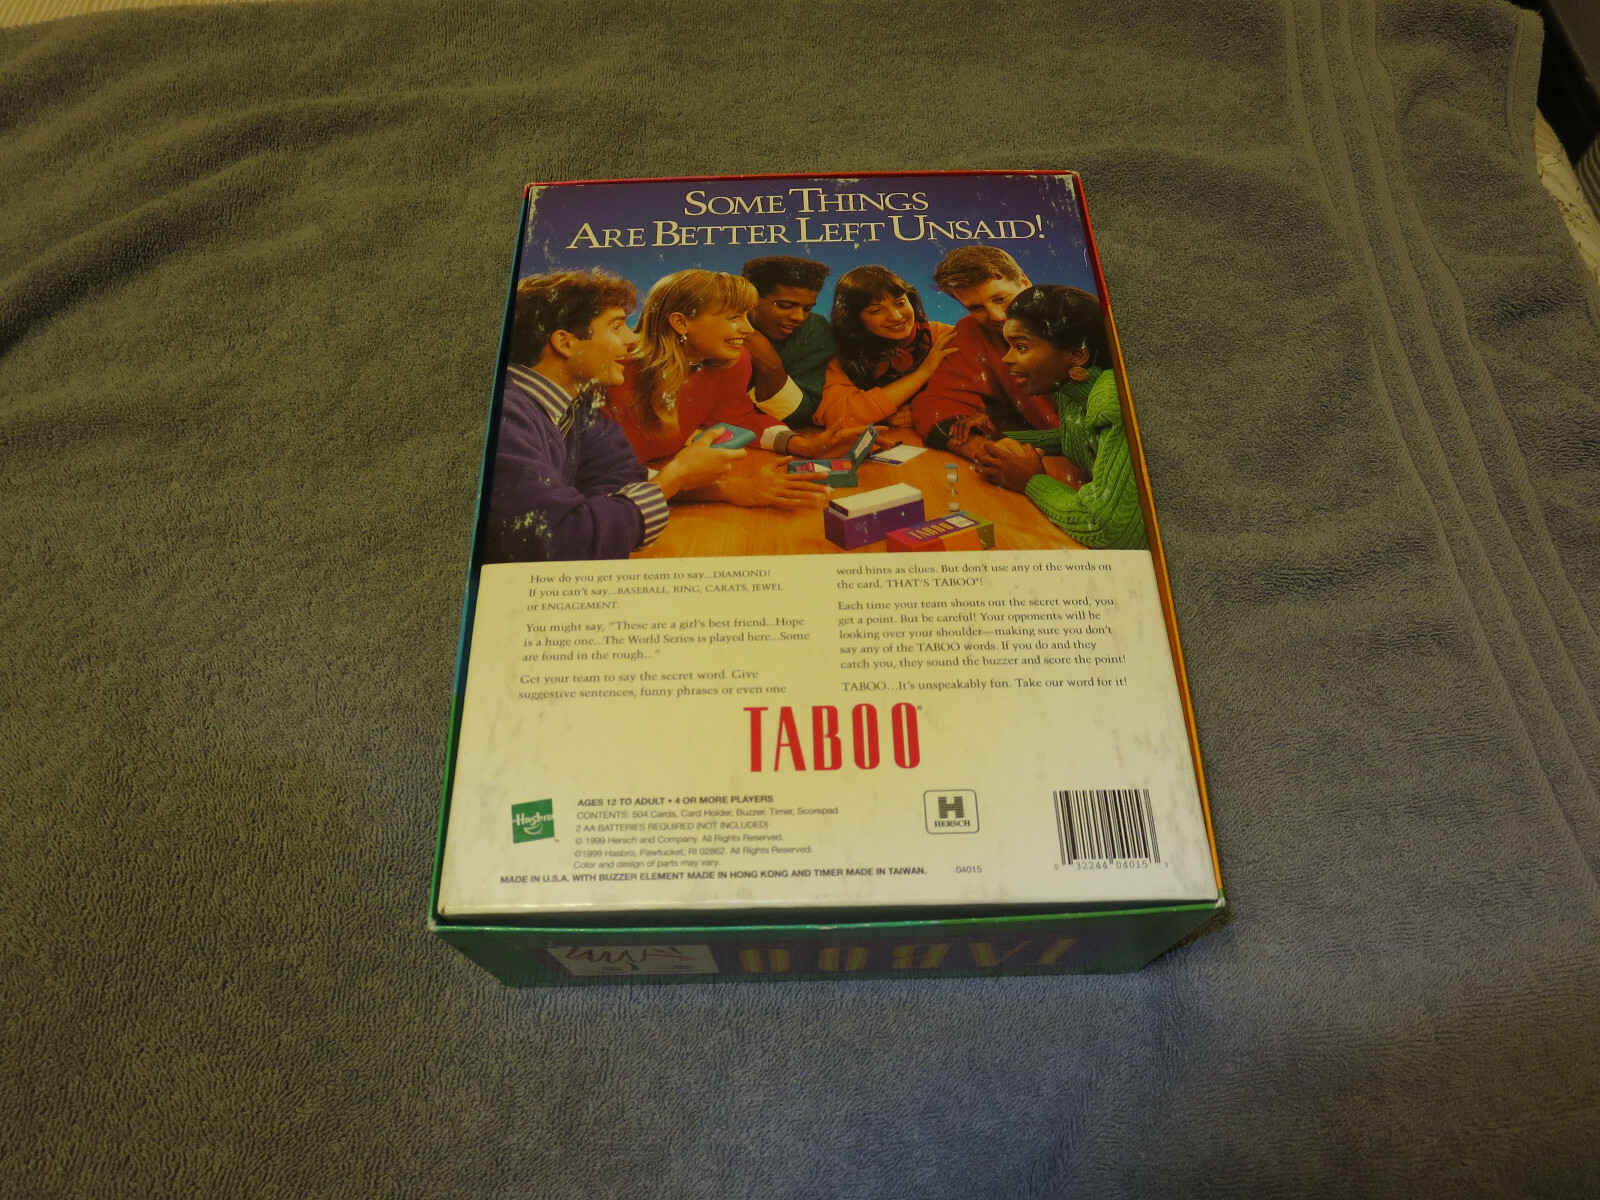 SOME THINGS
ARE BETTER LEFT UNSAID!
TABOO
How do you get your team to say...DIAMOND?
If you can't say...BASEBALL, RING, CARATS, JEWEL
or ENGAGEMENT.
You might say, "These are a girl's best friend...Hope
is a huge one...The World Series is played here...Some
are found in the rough..."
Get your team to say the secret word. Give
suggestive sentences, funny phrases or even one
word hints as clues. But don't use any of the words on
the card. THAT'S TABOO®!
Each time your team shouts out the secret word, you
get a point. But be careful! Your opponents will be
looking over your shoulder—making sure you don't
say any of the TABOO words. If you do and they
catch you, they sound the buzzer and score the point!
TABOO...It's unspeakably fun. Take our word for it!
TABOO®
Hasbro™
AGES 12 TO ADULT • 4 OR MORE PLAYERS
CONTENTS: 504 Cards, Card Holder, Buzzer, Timer, Scorepad
2 AA BATTERIES REQUIRED (NOT INCLUDED)
© 1999 Hersch and Company. All Rights Reserved.
©1999 Hasbro, Pawtucket, RI 02862. All Rights Reserved.
Color and design of parts may vary.
MADE IN U.S.A. WITH BUZZER ELEMENT MADE IN HONG KONG AND TIMER MADE IN TAIWAN.
04015
H
HERSCH
0 32244 04015 3
TABOO